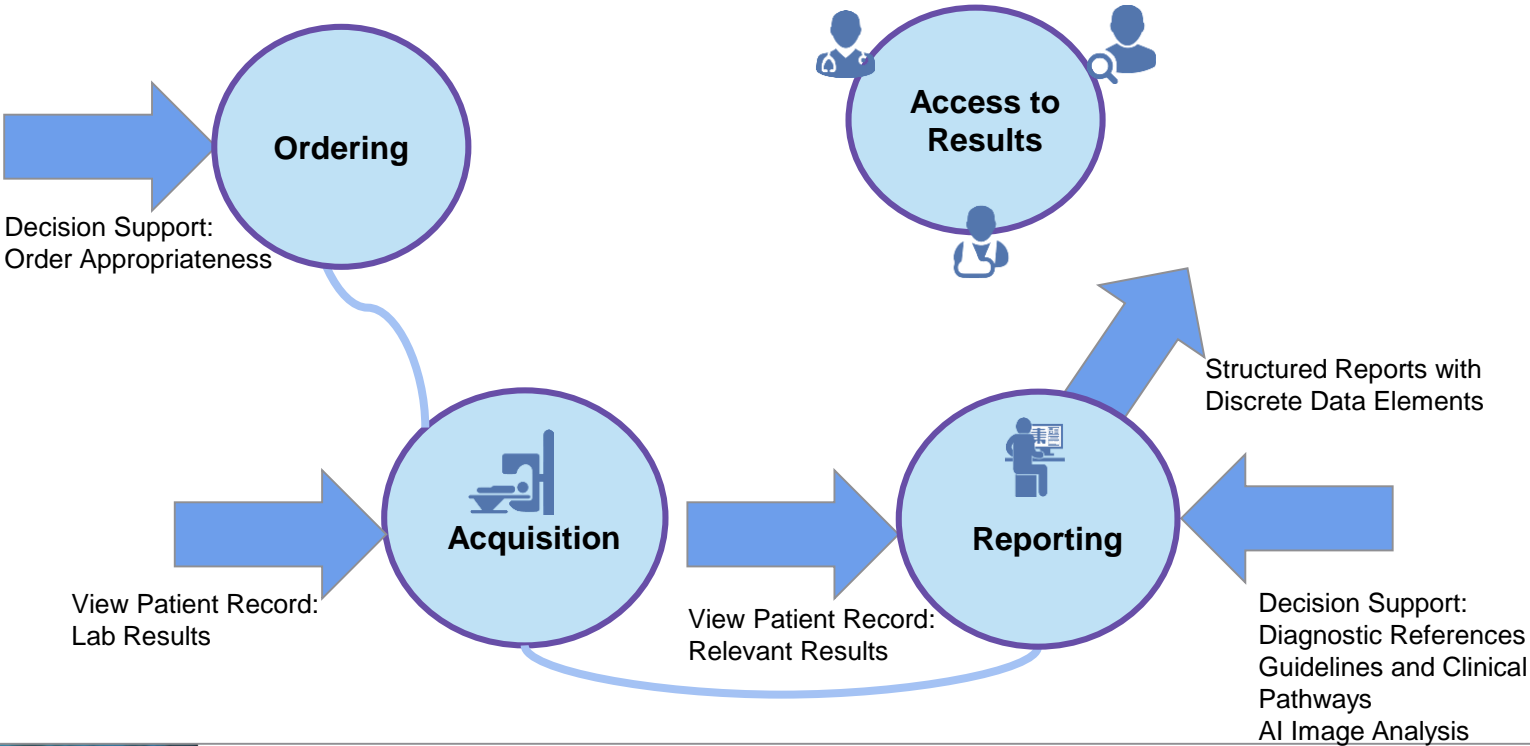 Ordering
Decision Support:
Order Appropriateness
Access to
Results
Structured Reports with
Discrete Data Elements
Acquisition
View Patient Record:
Lab Results
View Patient Record:
Relevant Results
Reporting
Decision Support:
Diagnostic References
Guidelines and Clinical
Pathways
AI Image Analysis